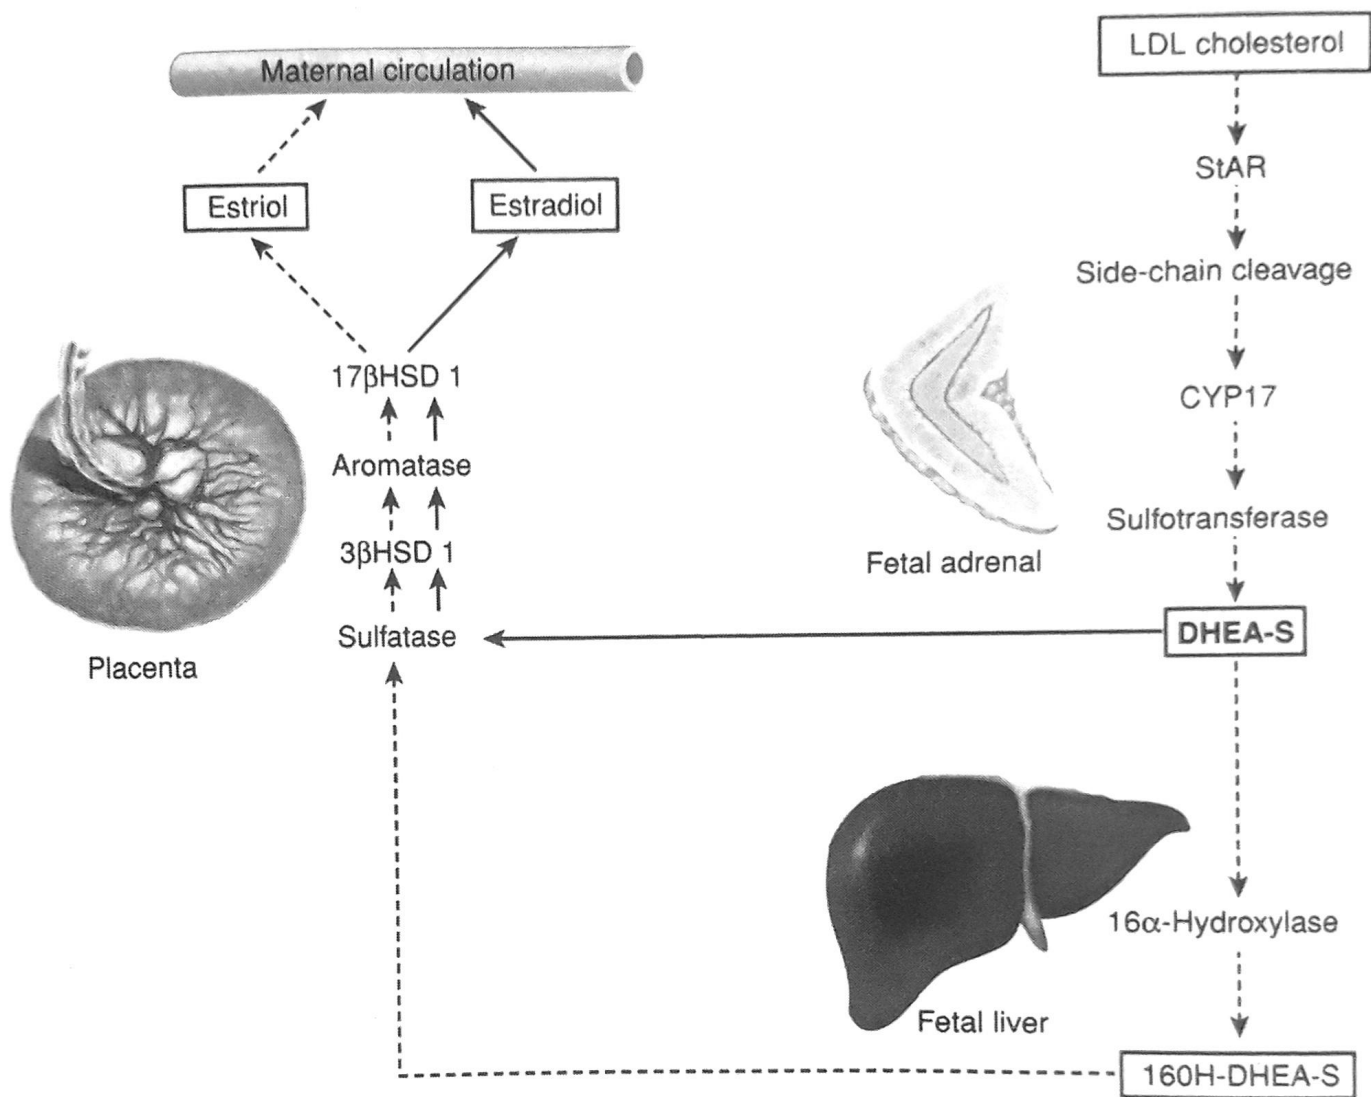 LDL cholesterol
Maternal circulation
StAR
Estriol
Estradiol
Side-chain cleavage
17βHSD 1
CYP17
Aromatase
Sulfotransferase
3βHSD 1
Fetal adrenal
Sulfatase
DHEA-S
Placenta
16α-Hydroxylase
Fetal liver
160H-DHEA-S